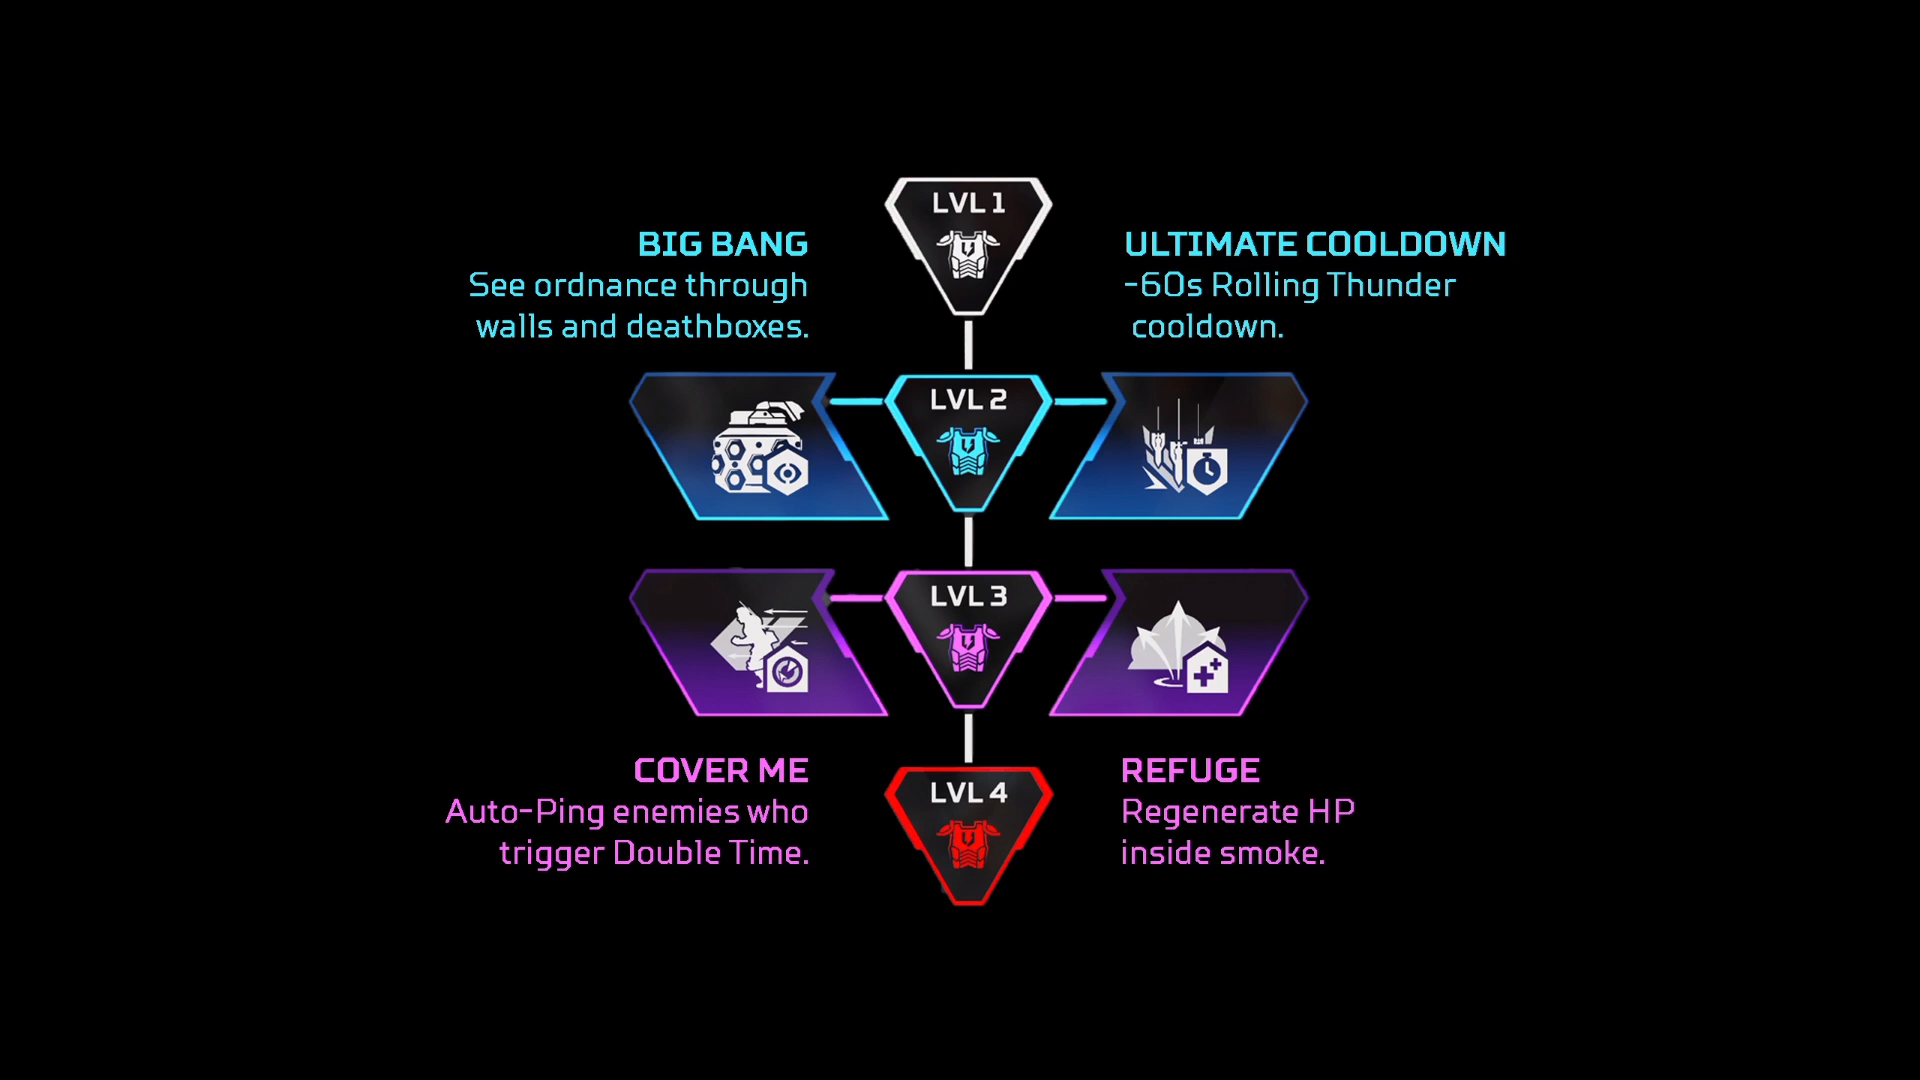 LVL 1
BIG BANG
See ordnance through
walls and deathboxes.
ULTIMATE COOLDOWN
-60s Rolling Thunder
cooldown.
LVL 2
LVL 3
COVER ME
Auto-Ping enemies who
trigger Double Time.
REFUGE
Regenerate HP
inside smoke.
LVL 4